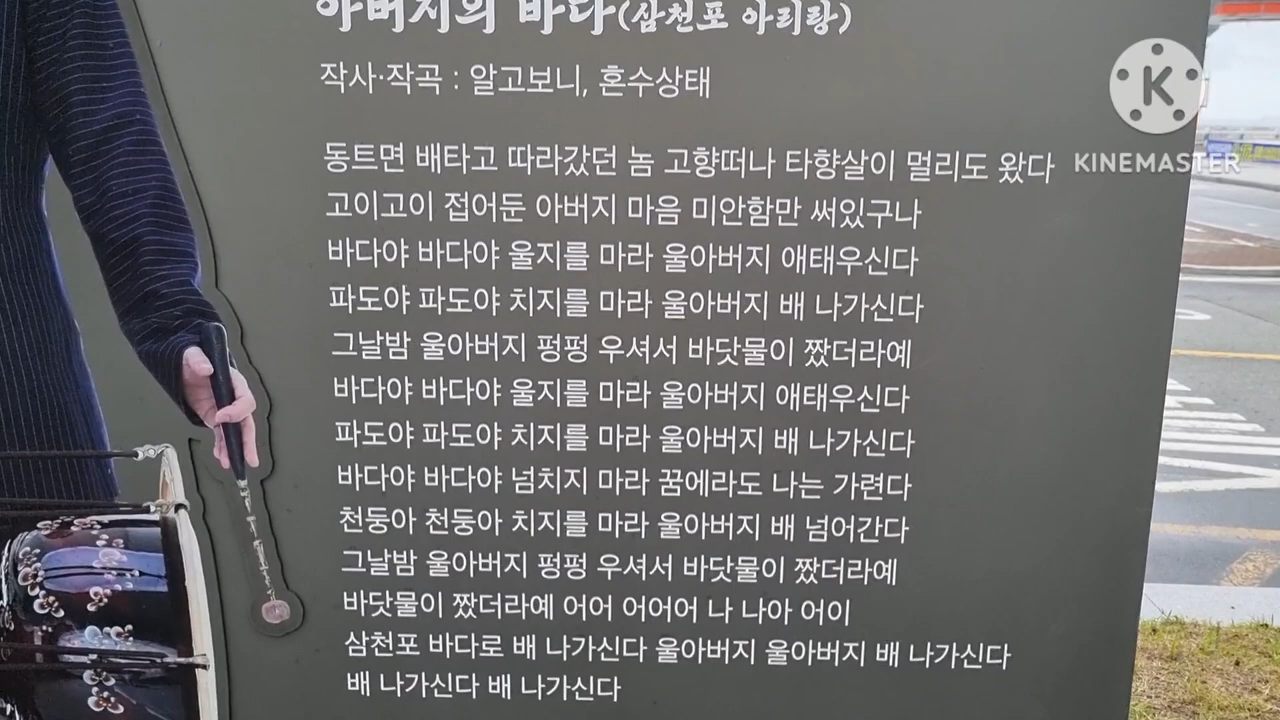 아버지의 바다(삼천포 아리랑)
작사·작곡 : 알고보니, 혼수상태
동트면 배타고 따라갔던 놈 고향떠나 타향살이 멀리도 왔다
고이고이 접어둔 아버지 마음 미안함만 써있구나
바다야 바다야 울지를 마라 울아버지 애태우신다
파도야 파도야 치지를 마라 울아버지 배 나가신다
그날밤 울아버지 펑펑 우셔서 바닷물이 짰더라예
바다야 바다야 울지를 마라 울아버지 애태우신다
파도야 파도야 치지를 마라 울아버지 배 나가신다
바다야 바다야 넘치지 마라 꿈에라도 나는 가련다
천둥아 천둥아 치지를 마라 울아버지 배 넘어간다
그날밤 울아버지 펑펑 우셔서 바닷물이 짰더라예
바닷물이 짰더라예 어어 어어어 나 나아 어이
삼천포 바다로 배 나가신다 울아버지 울아버지 배 나가신다
배 나가신다 배 나가신다
K
KINEMASTER